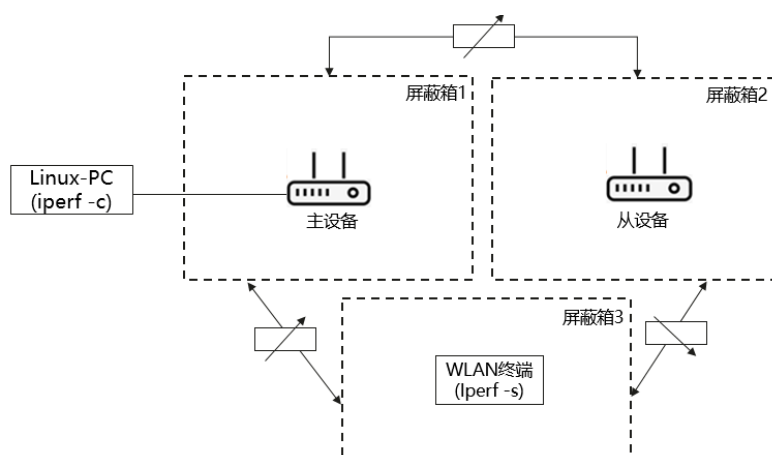 屏蔽箱1
屏蔽箱2
Linux-PC
(iperf -c)
主设备
从设备
屏蔽箱3
WLAN终端
(Iperf -s)